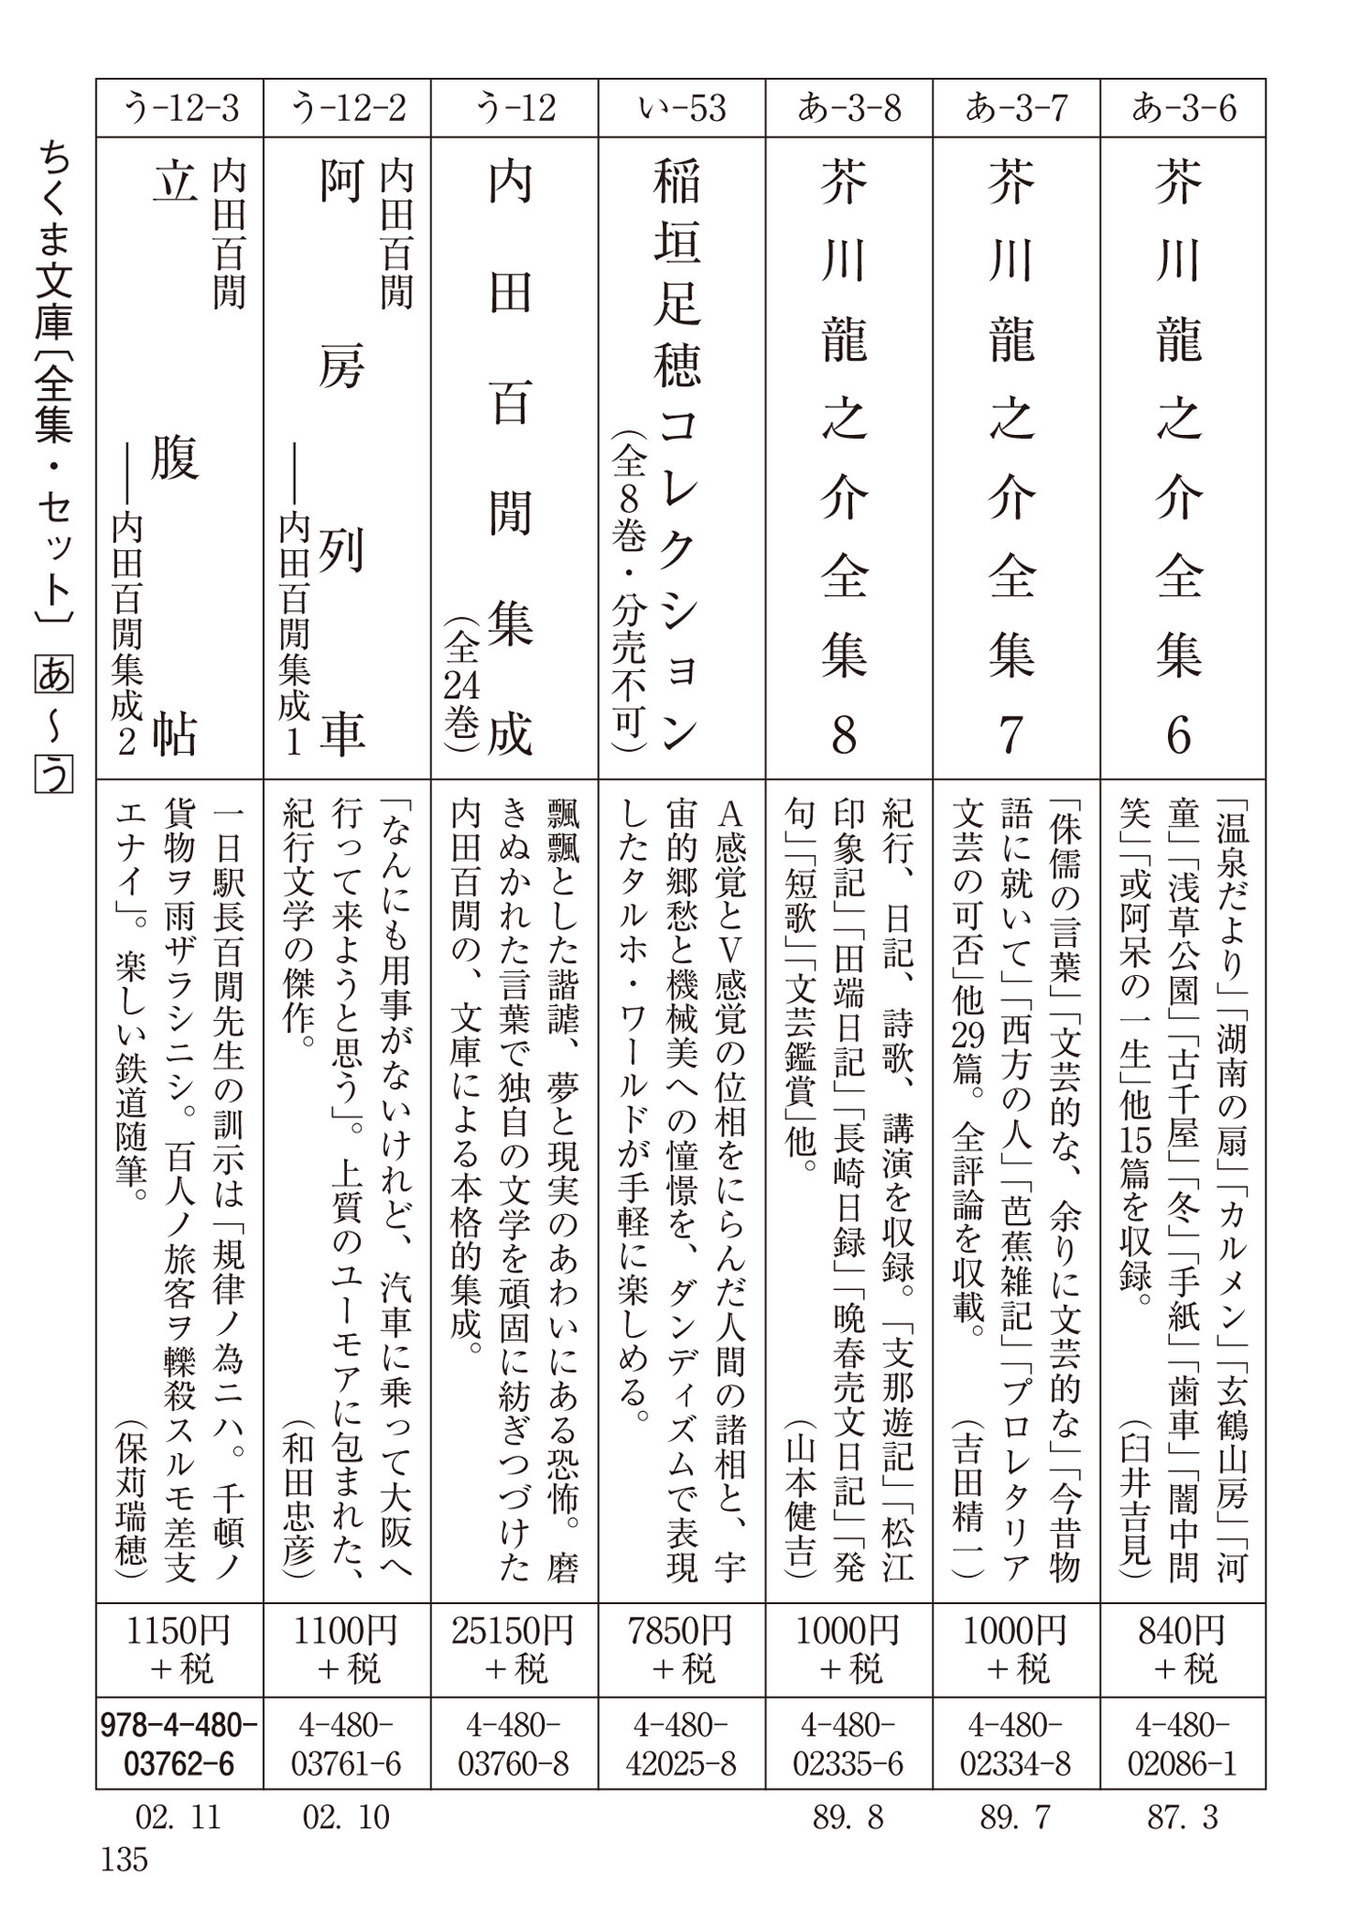 あ-3-6
芥川龍之介全集6
「温泉だより」「湖南の扇」「カルメン」「玄鶴山房」「河
童」「浅草公園」「古千屋」「冬」「手紙」「歯車」「闇中問
笑」「或阿呆の一生」他15篇を収録。
（臼井吉見）
840円
＋税
4-480-
02086-1
87. 3
あ-3-7
芥川龍之介全集7
「侏儒の言葉」「文芸的な、余りに文芸的な」「今昔物
語に就いて」「西方の人」「芭蕉雑記」「プロレタリア
文芸の可否」他29篇。全評論を収載。
（吉田精一）
1000円
＋税
4-480-
02334-8
89. 7
あ-3-8
芥川龍之介全集8
紀行、日記、詩歌、講演を収録。「支那遊記」「松江
印象記」「田端日記」「長崎日録」「晩春売文日記」「発
句」「短歌」「文芸鑑賞」他。
（山本健吉）
1000円
＋税
4-480-
02335-6
89. 8
い-53
稲垣足穂コレクション
（全8巻・分売不可）
A感覚とV感覚の位相をにらんだ人間の諸相と、宇
宙的郷愁と機械美への憧憬を、ダンディズムで表現
したタルホ・ワールドが手軽に楽しめる。
7850円
＋税
4-480-
42025-8
う-12
内田百閒集成
（全24巻）
飄飄とした諧謔、夢と現実のあわいにある恐怖。磨
きぬかれた言葉で独自の文学を頑固に紡ぎつづけた
内田百閒の、文庫による本格的集成。
25150円
＋税
4-480-
03760-8
う-12-2
内田百閒
阿房列車
――内田百閒集成1
「なんにも用事がないけれど、汽車に乗って大阪へ
行って来ようと思う」。上質のユーモアに包まれた、
紀行文学の傑作。
（和田忠彦）
1100円
＋税
4-480-
03761-6
02. 10
う-12-3
内田百閒
立腹帖
――内田百閒集成2
一日駅長百閒先生の訓示は「規律ノ為ニハ。千頓ノ
貨物ヲ雨ザラシニシ。百人ノ旅客ヲ轢殺スルモ差支
エナイ」。楽しい鉄道随筆。
（保苅瑞穂）
1150円
＋税
978-4-480-
03762-6
02. 11
ちくま文庫〔全集・セット〕 あ～う
135